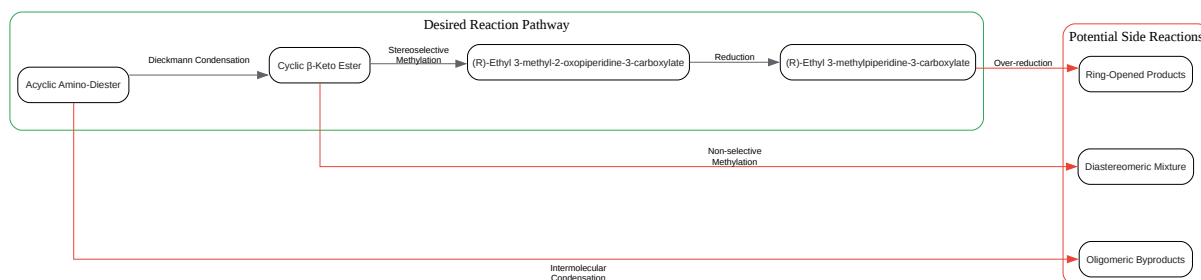 Desired Reaction Pathway
Potential Side Reactions
Acyclic Amino-Diester
Dieckmann Condensation
Cyclic β-Keto Ester
Stereoselective
Methylation
(R)-Ethyl 3-methyl-2-oxopiperidine-3-carboxylate
Reduction
(R)-Ethyl 3-methylpiperidine-3-carboxylate
Over-reduction
Ring-Opened Products
Non-selective
Methylation
Diastereomeric Mixture
Intermolecular
Condensation
Oligomeric Byproducts